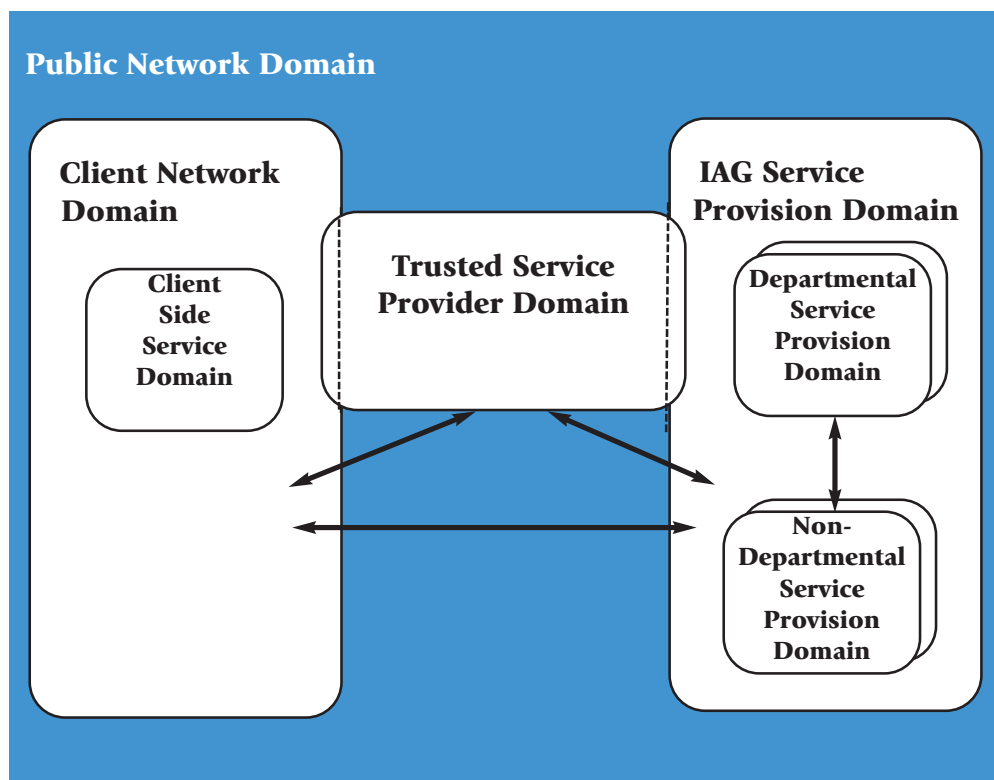 Public Network Domain
Client Network
Domain
Client
Side
Service
Domain
Trusted Service
Provider Domain
IAG Service
Provision Domain
Departmental
Service
Provision
Domain
Non-
Departmental
Service
Provision
Domain